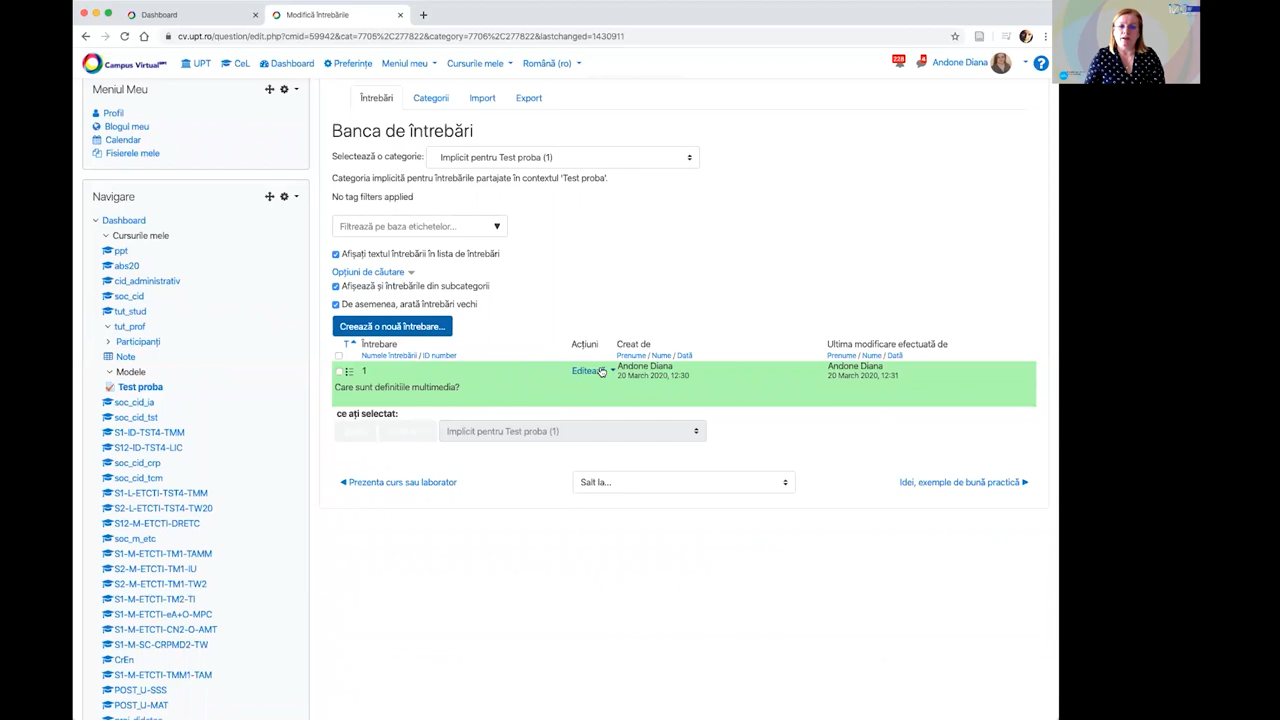 Dashboard
Modifică întrebările
cv.upt.ro/question/edit.php?cmid=59942&cat=7705%2C277822&category=7706%2C277822&lastchanged=1430911
Campus Virtual
UPT
CeL
Dashboard
Preferințe
Meniul meu
Cursurile mele
Română (ro)
228
Andone Diana
Meniul Meu
Profil
Blogul meu
Calendar
Fisierele mele
Navigare
Dashboard
Cursurile mele
ppt
abs20
cid_administrativ
soc_cid
tut_stud
tut_prof
Participanți
Note
Modele
Test proba
soc_cid_ia
soc_cid_tst
S1-ID-TST4-TMM
S12-ID-TST4-LIC
soc_cid_crp
soc_cid_tcm
S1-L-ETCTI-TST4-TMM
S2-L-ETCTI-TST4-TW20
S12-M-ETCTI-DRETC
soc_m_etc
S1-M-ETCTI-TM1-TAMM
S2-M-ETCTI-TM1-IU
S2-M-ETCTI-TM1-TW2
S1-M-ETCTI-TM2-TI
S1-M-ETCTI-eA+O-MPC
S1-M-ETCTI-CN2-O-AMT
S1-M-SC-CRPMD2-TW
CrEn
S1-M-ETCTI-TMM1-TAM
POST_U-SSS
POST_U-MAT
Întrebări
Categorii
Import
Export
Banca de întrebări
Selectează o categorie:
Implicit pentru Test proba (1)
Categoria implicită pentru întrebările partajate în contextul 'Test proba'.
No tag filters applied
Filtrează pe baza etichetelor...
Afișați textul întrebării în lista de întrebări
Opțiuni de căutare
Afișează și întrebările din subcategorii
De asemenea, arată întrebări vechi
Creează o nouă întrebare...
T
Întrebare
Acțiuni
Creat de
Ultima modificare efectuată de
Numele întrebării / ID number
Prenume / Nume / Dată
Prenume / Nume / Dată
1
Andone Diana
Andone Diana
20 March 2020, 12:30
20 March 2020, 12:31
Care sunt definitiile multimedia?
ce ați selectat:
Implicit pentru Test proba (1)
Prezenta curs sau laborator
Salt la...
Idei, exemple de bună practică